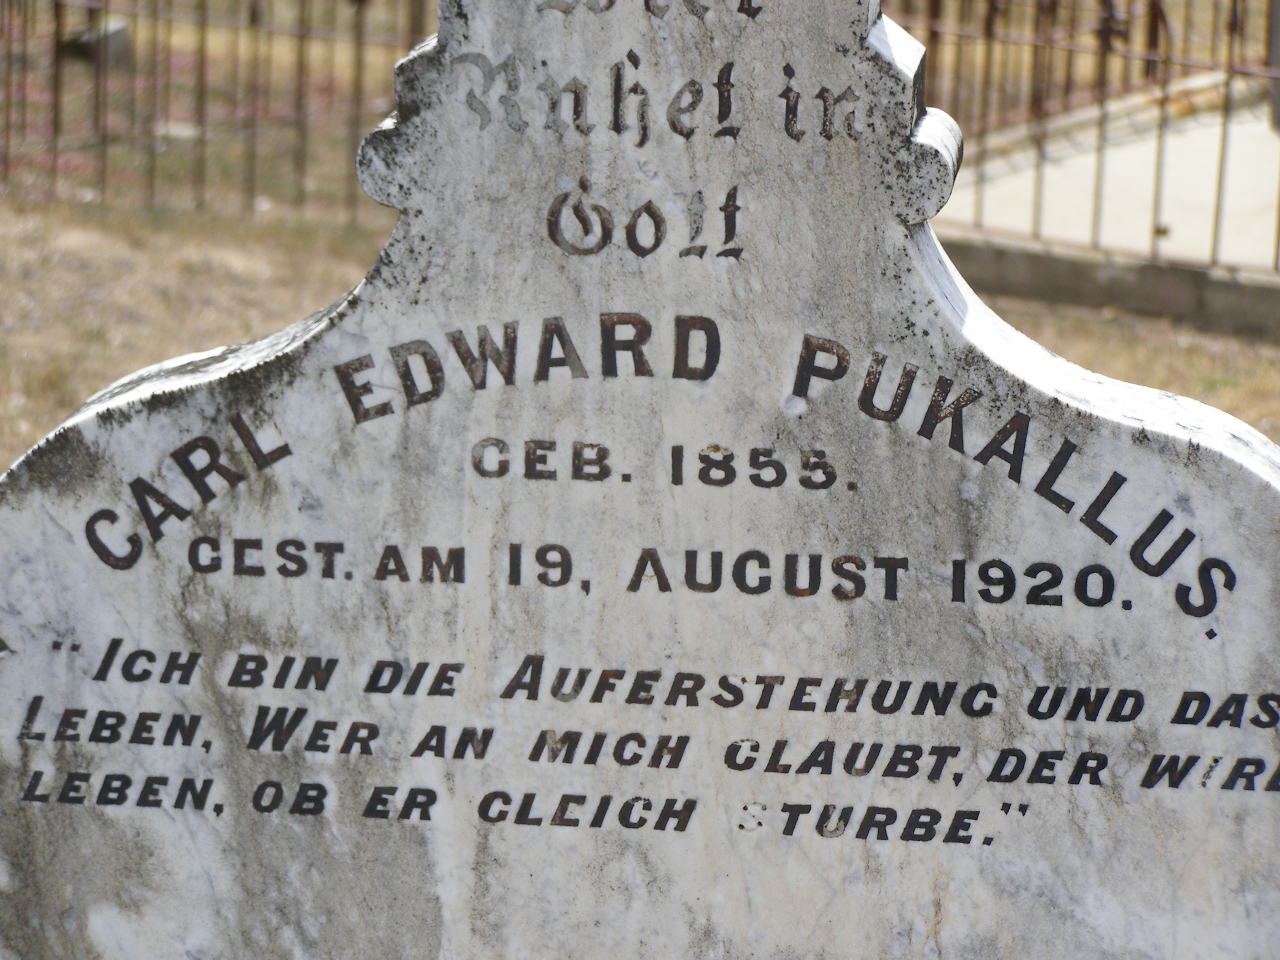 Ruhet in
Gott
CARL EDWARD PUKALLUS.
GEB. 1855.
GEST. AM 19, AUGUST 1920.
"ICH BIN DIE AUFERSTEHUNG UND DAS
LEBEN, WER AN MICH GLAUBT, DER WIRD
LEBEN, OB ER GLEICH STURBE."